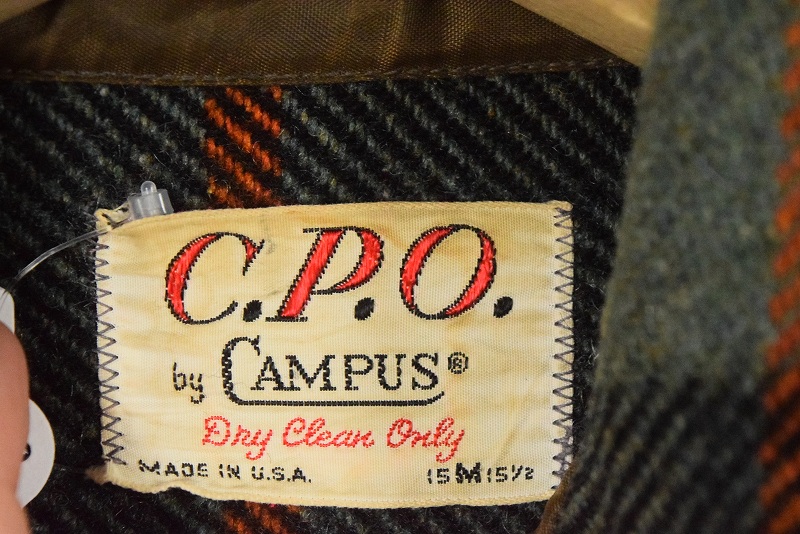 C.P.O.
by CAMPUS®
Dry Clean Only
MADE IN U.S.A. 15 M 15½